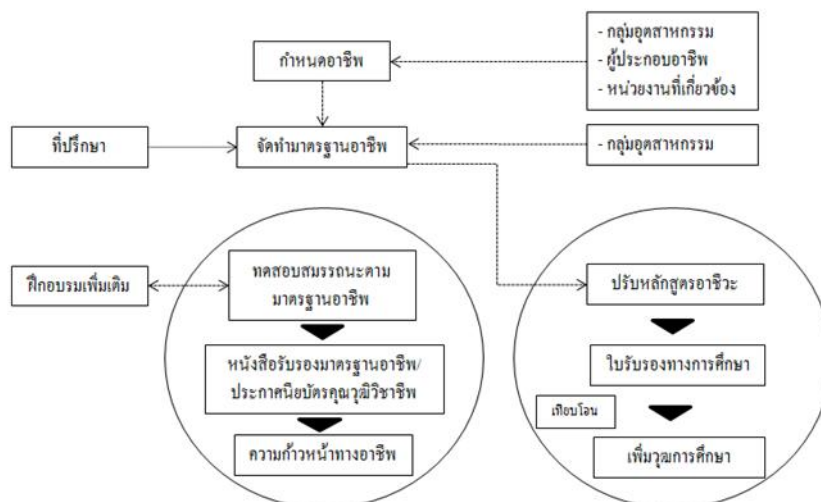 - กลุ่มอุตสาหกรรม
กำหนดอาชีพ
- ผู้ประกอบอาชีพ
- หน่วยงานที่เกี่ยวข้อง
ที่ปรึกษา
จัดทำมาตรฐานอาชีพ
- กลุ่มอุตสาหกรรม
ฝึกอบรมเพิ่มเติม
ทดสอบสมรรถนะตาม
มาตรฐานอาชีพ
หนังสือรับรองมาตรฐานอาชีพ/
ประกาศนียบัตรคุณวุฒิวิชาชีพ
ความก้าวหน้าทางอาชีพ
ปรับหลักสูตรอาชีวะ
ใบรับรองทางการศึกษา
เทียบโอน
เพิ่มวุฒการศึกษา